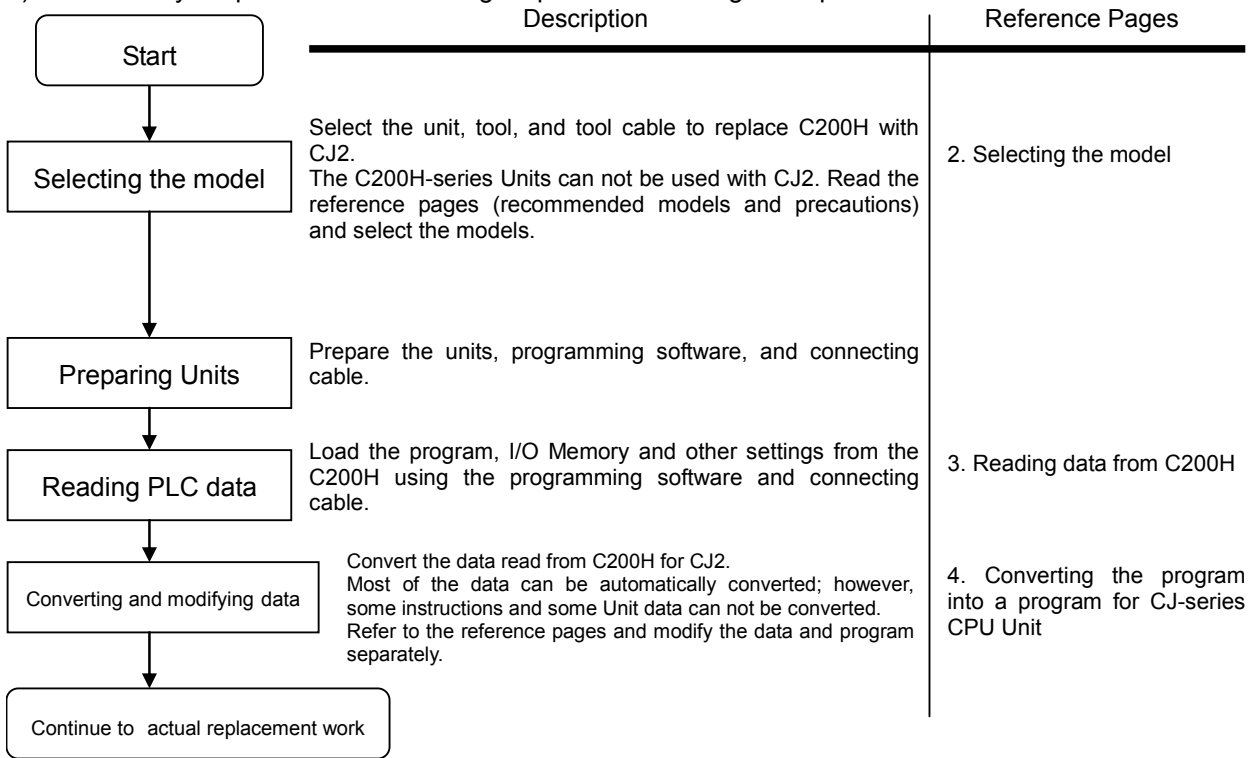 Description
Reference Pages
Start
Selecting the model
Select the unit, tool, and tool cable to replace C200H with
CJ2.
The C200H-series Units can not be used with CJ2. Read the
reference pages (recommended models and precautions)
and select the models.
2. Selecting the model
Preparing Units
Prepare the units, programming software, and connecting
cable.
Reading PLC data
Load the program, I/O Memory and other settings from the
C200H using the programming software and connecting
cable.
3. Reading data from C200H
Converting and modifying data
Convert the data read from C200H for CJ2.
Most of the data can be automatically converted; however,
some instructions and some Unit data can not be converted.
Refer to the reference pages and modify the data and program
separately.
4. Converting the program
into a program for CJ-series
CPU Unit
Continue to actual replacement work